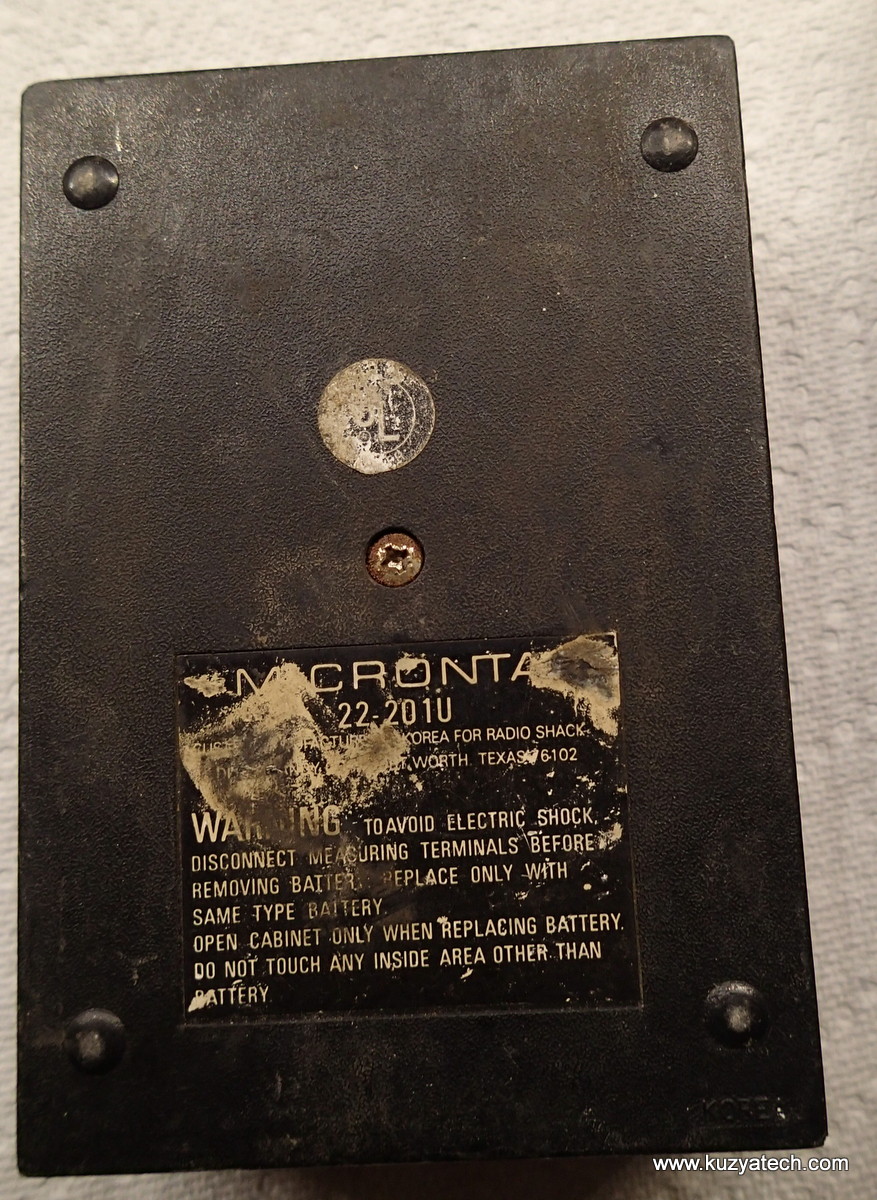 UL
MICRONTA
22-201U
KOREA FOR RADIO SHACK
WORTH TEXAS 76102
WARNING TO AVOID ELECTRIC SHOCK,
DISCONNECT MEASURING TERMINALS BEFORE
REMOVING BATTERY. REPLACE ONLY WITH
SAME TYPE BATTERY.
OPEN CABINET ONLY WHEN REPLACING BATTERY.
DO NOT TOUCH ANY INSIDE AREA OTHER THAN
BATTERY
KOREA
www.kuzyatech.com